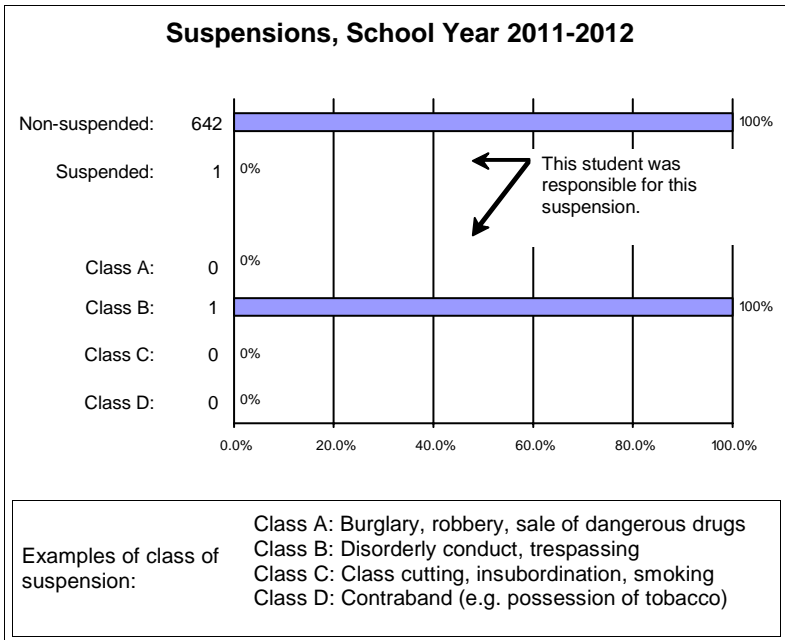 Suspensions, School Year 2011-2012
Non-suspended: 642 100%
Suspended: 1 0%
This student was
responsible for this
suspension.
Class A: 0 0%
Class B: 1 100%
Class C: 0 0%
Class D: 0 0%
0.0% 20.0% 40.0% 60.0% 80.0% 100.0%
Examples of class of
suspension:
Class A: Burglary, robbery, sale of dangerous drugs
Class B: Disorderly conduct, trespassing
Class C: Class cutting, insubordination, smoking
Class D: Contraband (e.g. possession of tobacco)